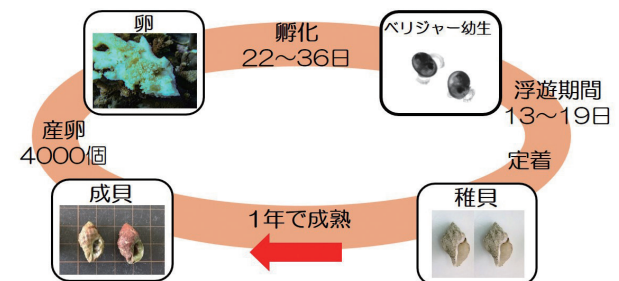 卵
孵化
22～36日
ベリジャー幼生
浮遊期間
13～19日
定着
稚貝
1年で成熟
成貝
産卵
4000個